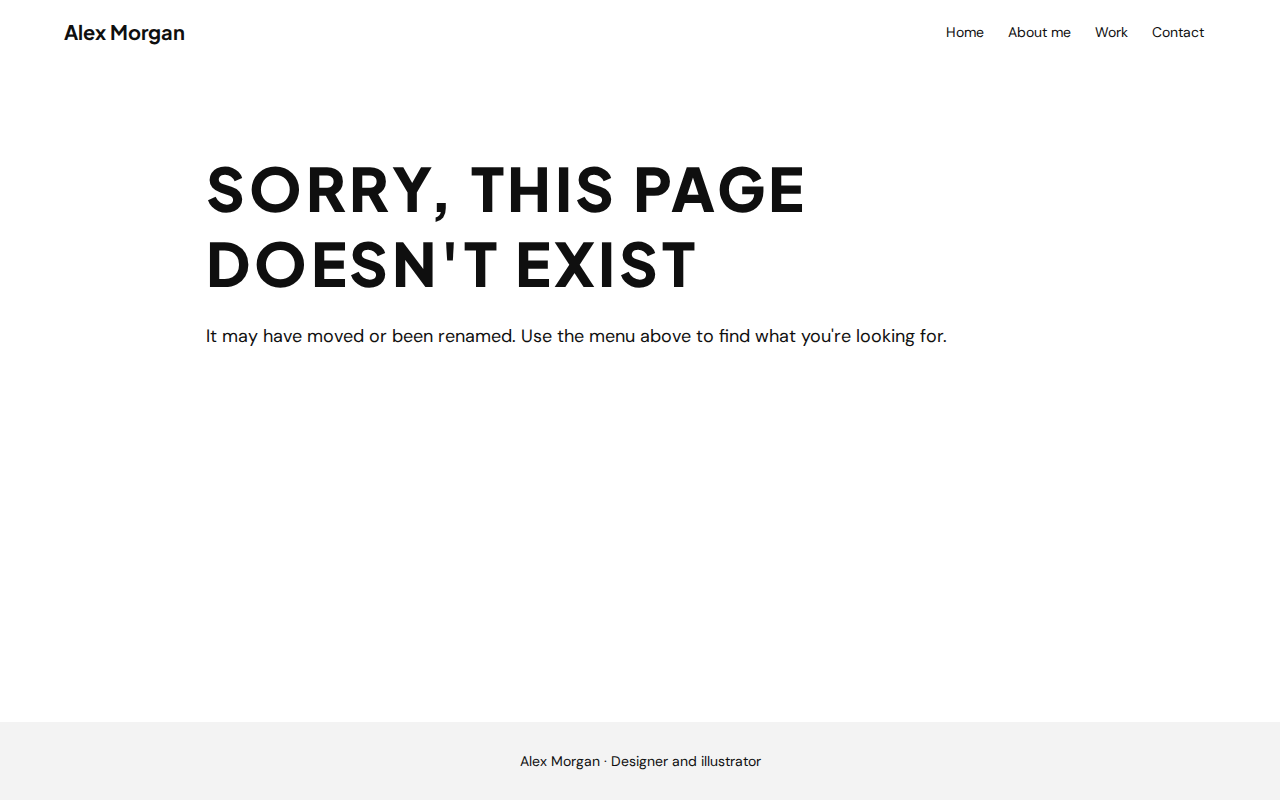 Alex Morgan
Home About me Work Contact
SORRY, THIS PAGE
DOESN'T EXIST
It may have moved or been renamed. Use the menu above to find what you're looking for.
Alex Morgan · Designer and illustrator